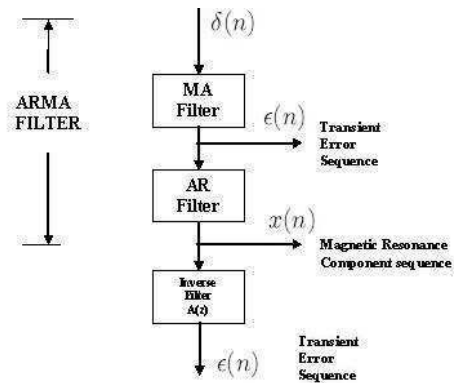 δ(n)
ARMA
FILTER
MA
Filter
ϵ(n)
Transient
Error
Sequence
AR
Filter
x(n)
Magnetic Resonance
Component sequence
Inverse
Filter
A(z)
ϵ(n)
Transient
Error
Sequence